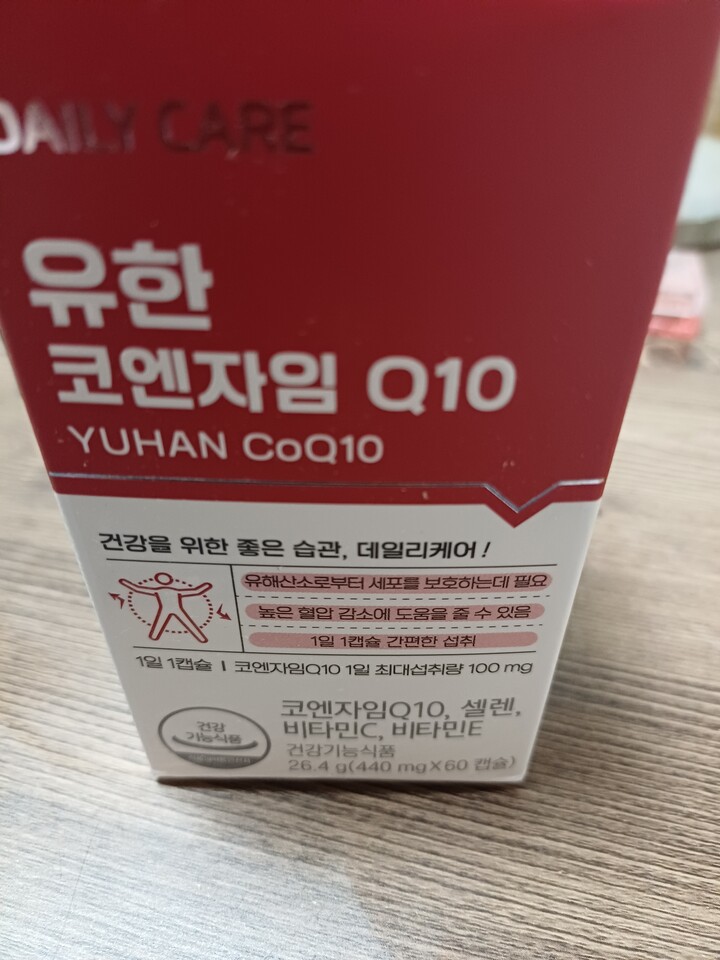 DAILY CARE
유한
코엔자임 Q10
YUHAN CoQ10
건강을 위한 좋은 습관, 데일리케어!
유해산소로부터 세포를 보호하는데 필요
높은 혈압 감소에 도움을 줄 수 있음
1일 1캡슐 간편한 섭취
1일 1캡슐 | 코엔자임Q10 1일 최대섭취량 100 mg
코엔자임Q10, 셀렌,
비타민C, 비타민E
건강기능식품
26.4 g(440 mg X 60 캡슐)
건강
기능식품